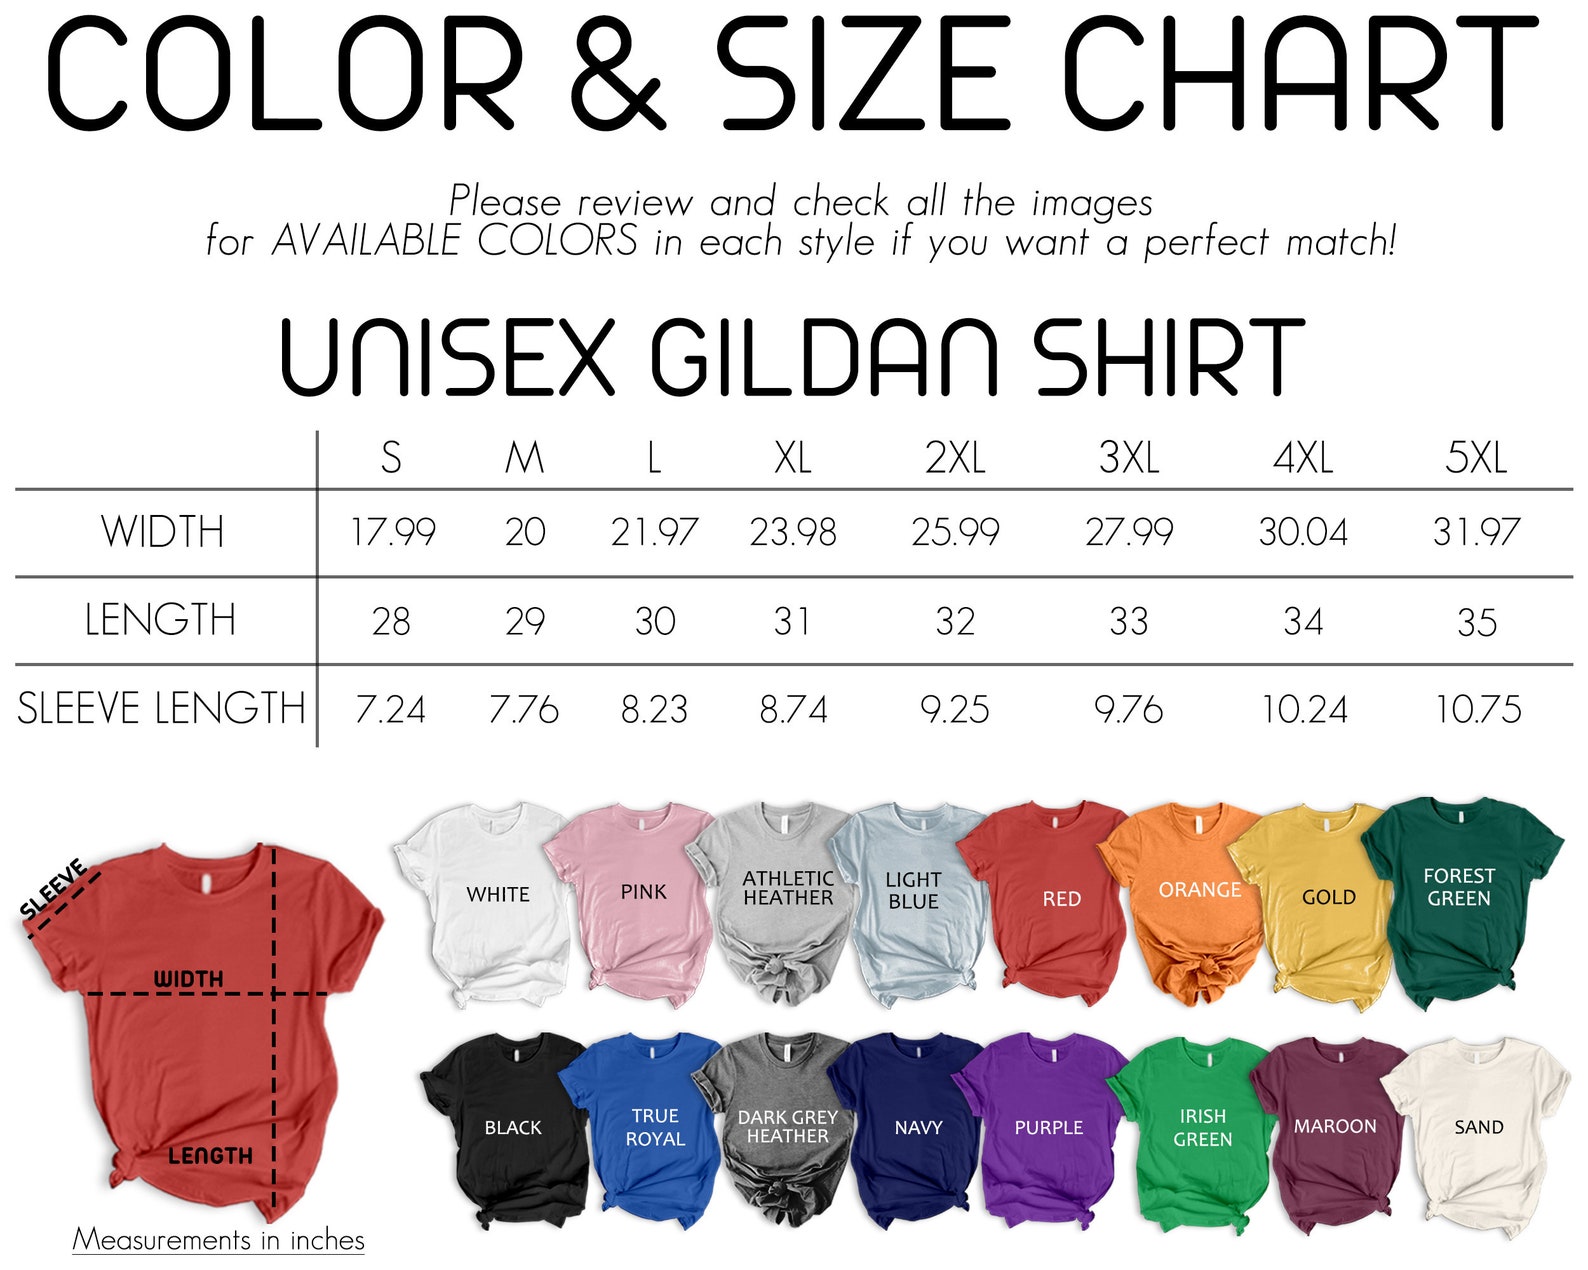 COLOR & SIZE CHART
Please review and check all the images
for AVAILABLE COLORS in each style if you want a perfect match!
UNISEX GILDAN SHIRT
S M L XL 2XL 3XL 4XL 5XL
WIDTH 17.99 20 21.97 23.98 25.99 27.99 30.04 31.97
LENGTH 28 29 30 31 32 33 34 35
SLEEVE LENGTH 7.24 7.76 8.23 8.74 9.25 9.76 10.24 10.75
SLEEVE
WIDTH
LENGTH
Measurements in inches
WHITE
PINK
ATHLETIC
HEATHER
LIGHT
BLUE
RED
ORANGE
GOLD
FOREST
GREEN
BLACK
TRUE
ROYAL
DARK GREY
HEATHER
NAVY
PURPLE
IRISH
GREEN
MAROON
SAND